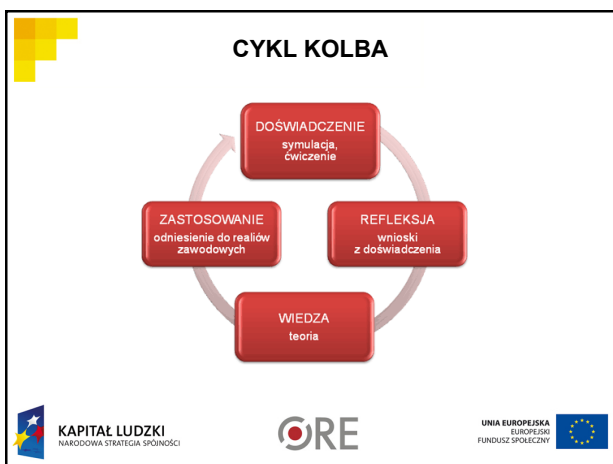 CYKL KOLBA
DOŚWIADCZENIE
symulacja,
ćwiczenie
ZASTOSOWANIE
odniesienie do realiów
zawodowych
REFLEKSJA
wnioski
z doświadczenia
WIEDZA
teoria
KAPITAŁ LUDZKI
NARODOWA STRATEGIA SPÓJNOŚCI
ORE
UNIA EUROPEJSKA
EUROPEJSKI
FUNDUSZ SPOŁECZNY